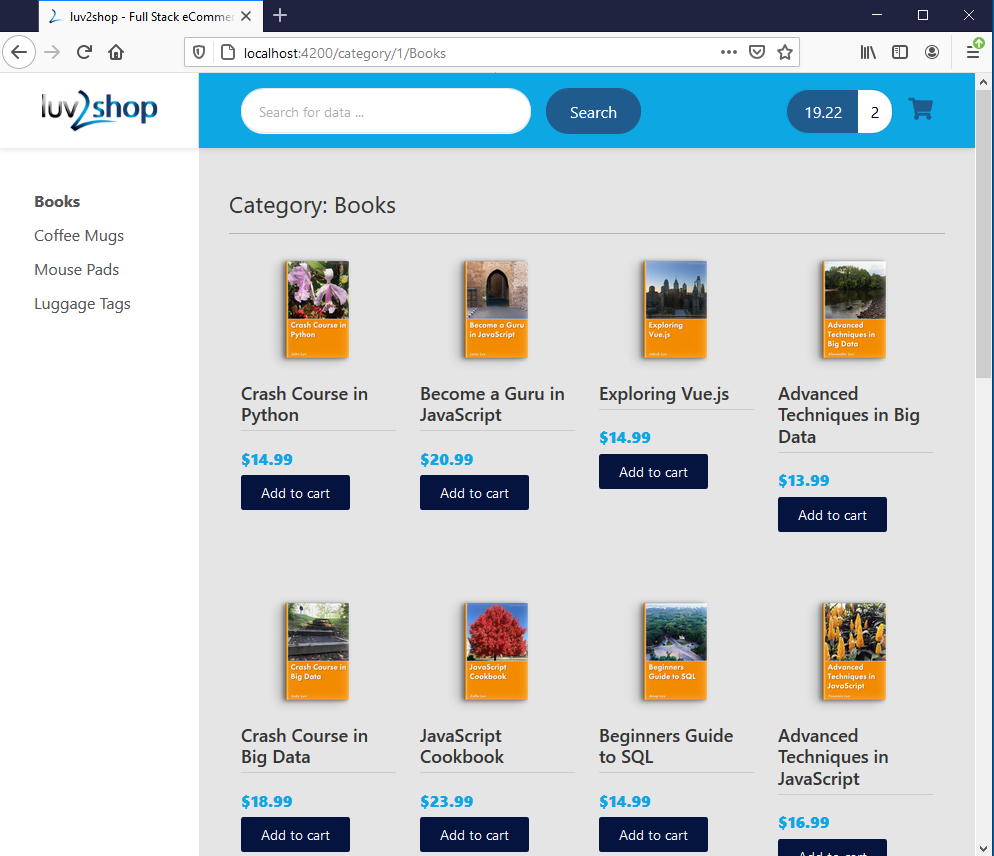 luv2shop - Full Stack eCommer
localhost:4200/category/1/Books
luv2shop
Search for data ...
Search
19.22
2
Books
Coffee Mugs
Mouse Pads
Luggage Tags
Category: Books
Crash Course in
Python
Become a Guru
in JavaScript
Exploring
Vue.js
Advanced
Techniques in
Big Data
Crash Course in
Python
Become a Guru in
JavaScript
Exploring Vue.js
Advanced
Techniques in Big
Data
$14.99
$20.99
$14.99
$13.99
Add to cart
Add to cart
Add to cart
Add to cart
Crash Course in
Big Data
JavaScript
Cookbook
Beginners
Guide to SQL
Advanced
Techniques in
JavaScript
Crash Course in
Big Data
JavaScript
Cookbook
Beginners Guide
to SQL
Advanced
Techniques in
JavaScript
$18.99
$23.99
$14.99
$16.99
Add to cart
Add to cart
Add to cart
Add to cart